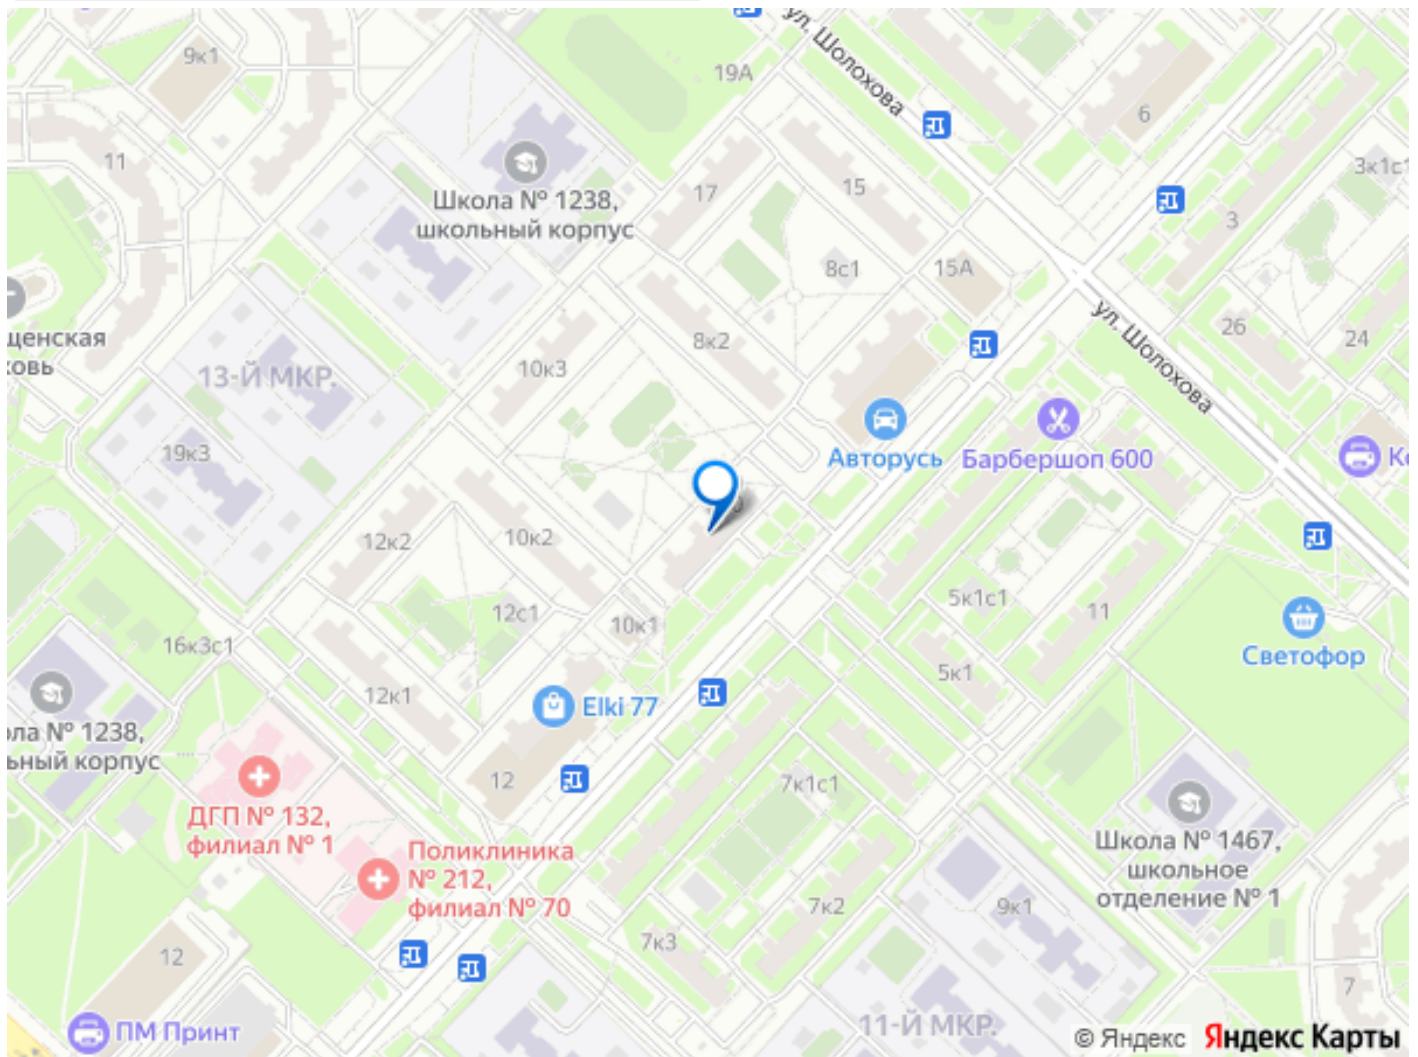 ул. Шолохова
9к1
19А
6
3к1с1
11
Школа № 1238,
школьный корпус
17
15
3
8с1
15А
ул. Шолохова
26
24
щенская
овь
13-Й МКР.
10к3
8к2
Авторусь
Барбершоп 600
19к3
12к2
10к2
12с1
10к1
5к1с1
11
Светофор
16к3с1
12к1
5к1
Elki 77
ола № 1238,
ьный корпус
12
7к1с1
ДГП № 132,
филиал № 1
Поликлиника
№ 212,
филиал № 70
Школа № 1467,
школьное
отделение № 1
7к2
9к1
7к3
12
7
ПМ Принт
11-Й МКР.
© Яндекс Яндекс Карты